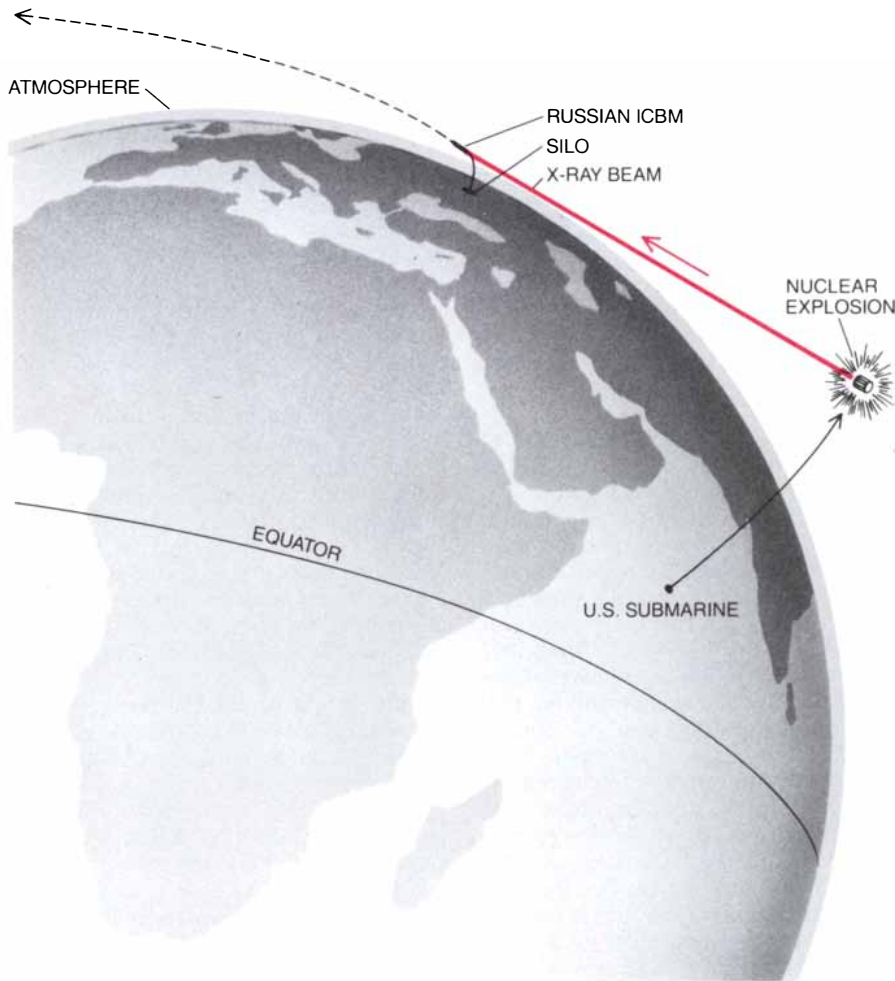 ATMOSPHERE
RUSSIAN ICBM
SILO
X-RAY BEAM
NUCLEAR
EXPLOSION
EQUATOR
U.S. SUBMARINE